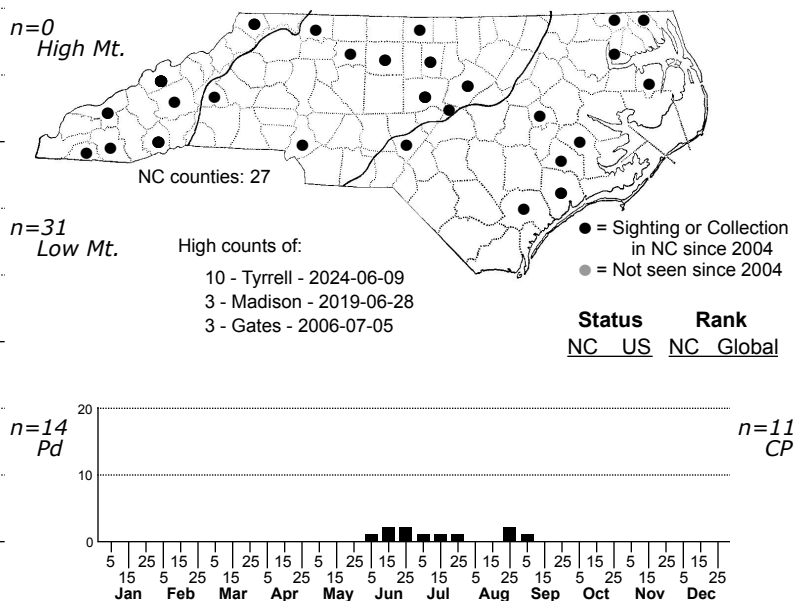 n=0
High Mt.
NC counties: 27
n=31
Low Mt.
High counts of:
10 - Tyrrell - 2024-06-09
3 - Madison - 2019-06-28
3 - Gates - 2006-07-05
= Sighting or Collection
in NC since 2004
= Not seen since 2004
Status Rank
NC US NC Global
n=14
Pd
n=11
CP
20
10
0
5 25 15 5 25 15 5 25 15 5 25 15 5 25 15 5 25 15
15 5 25 15 5 25 15 5 25 15 5 25 15 5 25 15 5 25
Jan Feb Mar Apr May Jun Jul Aug Sep Oct Nov Dec